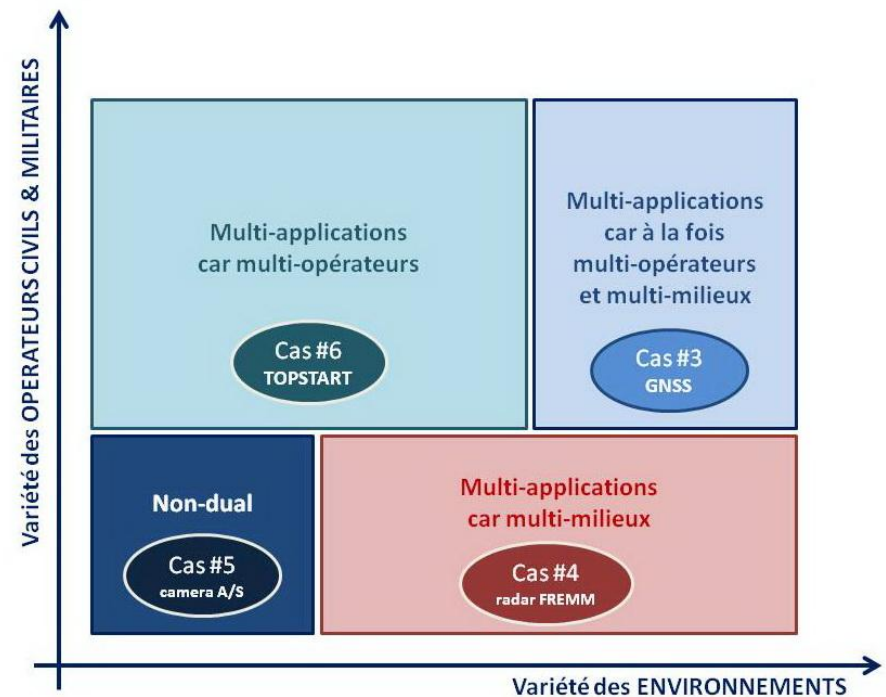 Variété des OPERATEURS CIVILS & MILITAIRES
Multi-applications
car multi-opérateurs
Cas #6
TOPSTART
Multi-applications
car à la fois
multi-opérateurs
et multi-milieux
Cas #3
GNSS
Non-dual
Cas #5
camera A/S
Multi-applications
car multi-milieux
Cas #4
radar FREMM
Variété des ENVIRONNEMENTS